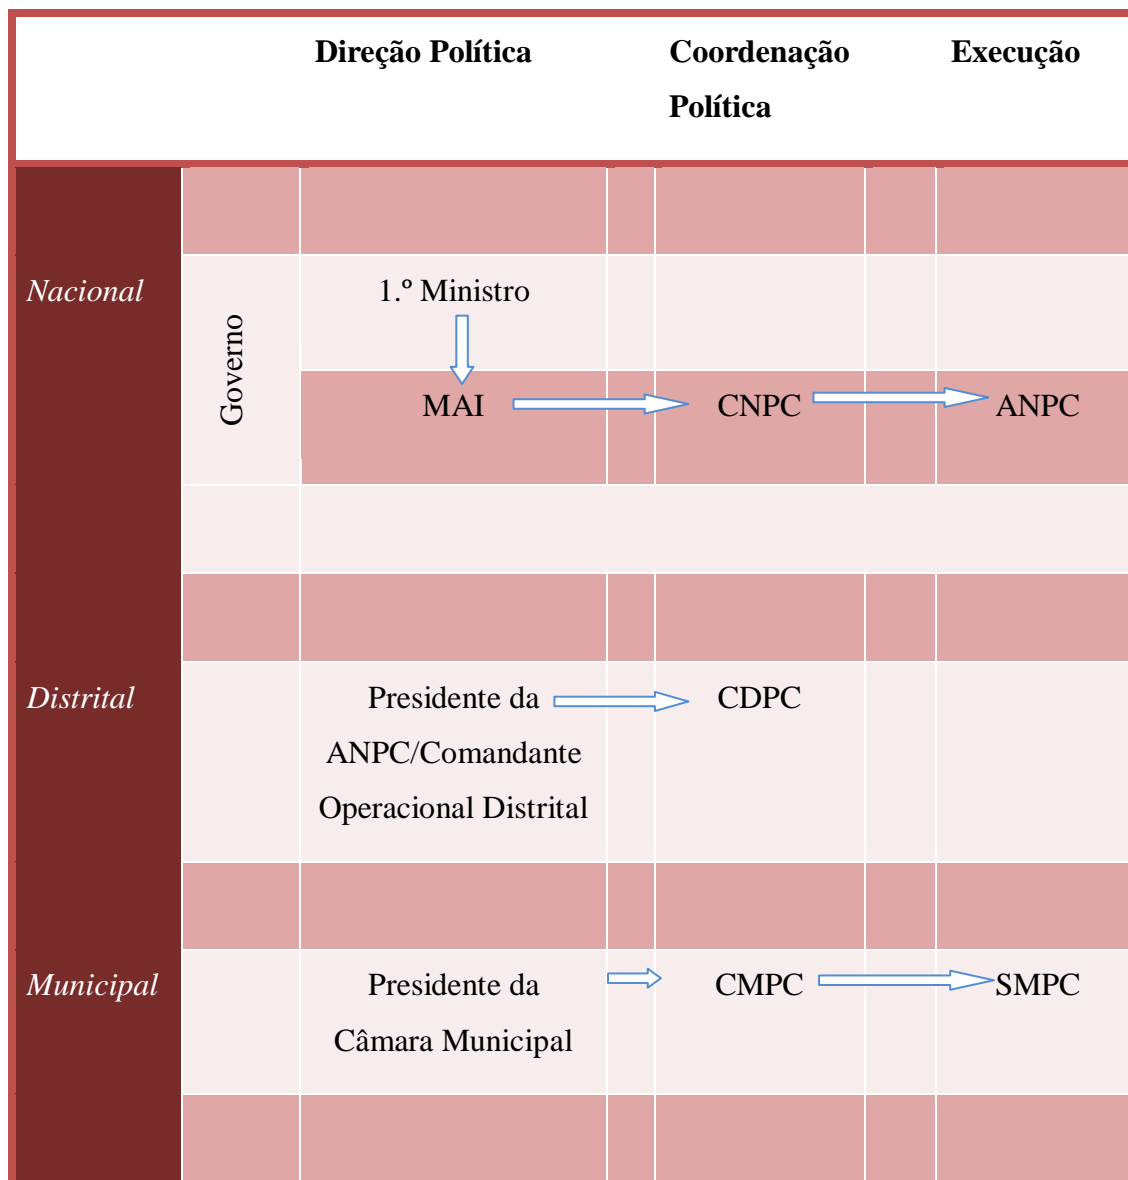 Direção Política
Coordenação
Política
Execução
Nacional
Governo
1.º Ministro
MAI
CNPC
ANPC
Distrital
Presidente da
ANPC/Comandante
Operacional Distrital
CDPC
Municipal
Presidente da
Câmara Municipal
CMPC
SMPC